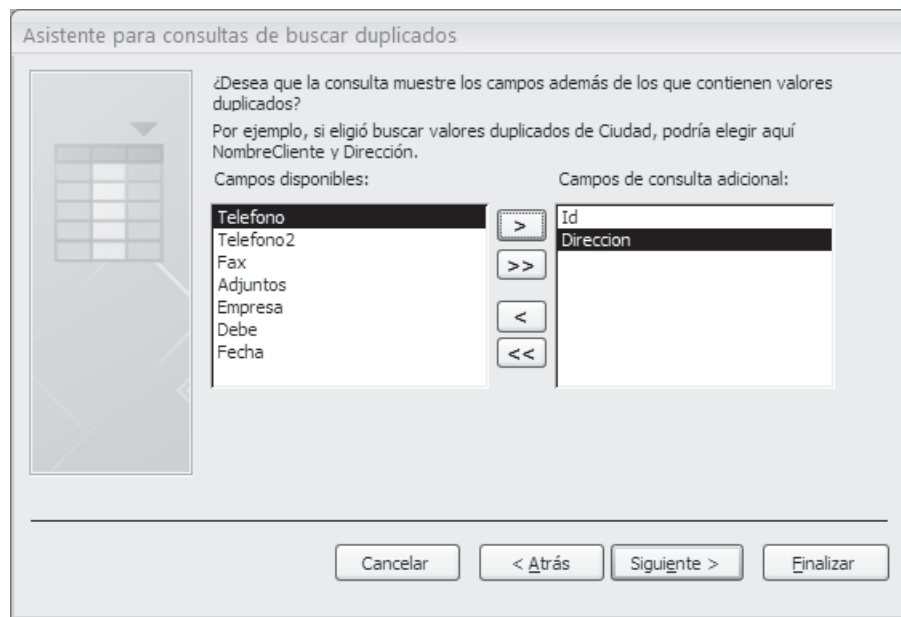 Asistente para consultas de buscar duplicados
¿Desea que la consulta muestre los campos además de los que contienen valores
duplicados?
Por ejemplo, si eligió buscar valores duplicados de Ciudad, podría elegir aquí
NombreCliente y Dirección.
Campos disponibles:
Campos de consulta adicional:
Telefono
Telefono2
Fax
Adjuntos
Empresa
Debe
Fecha
>
>>
<
<<
Id
Direccion
Cancelar
< Atrás
Siguiente >
Finalizar